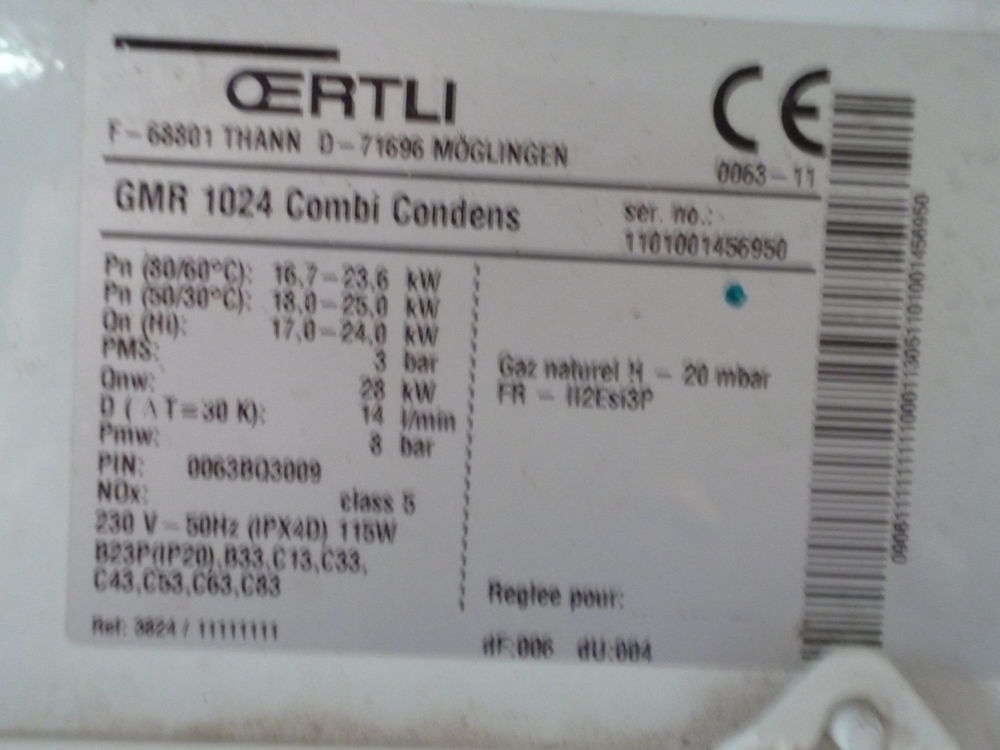 ŒRTLI
F-68801 THANN D-71696 MÖGLINGEN
CE
0063-11
GMR 1024 Combi Condens
ser. no.:
1101001456950
Pn (80/60°C): 16,7-23,6 kW
Pn (50/30°C): 18,0-25,0 kW
Qn (Hi): 17,0-24,0 kW
PMS: 3 bar
Qnw: 28 kW
D ( ΔT=30 K): 14 l/min
Pmw: 8 bar
PIN: 0063BQ3009
NOx: class 5
230 V - 50Hz (IPX4D) 115W
B23P(IP20),B33,C13,C33,
C43,C53,C63,C83
Ref: 3824 / 11111111
Gaz naturel H - 20 mbar
FR - II2Esi3P
Reglee pour:
dF:006 dU:004